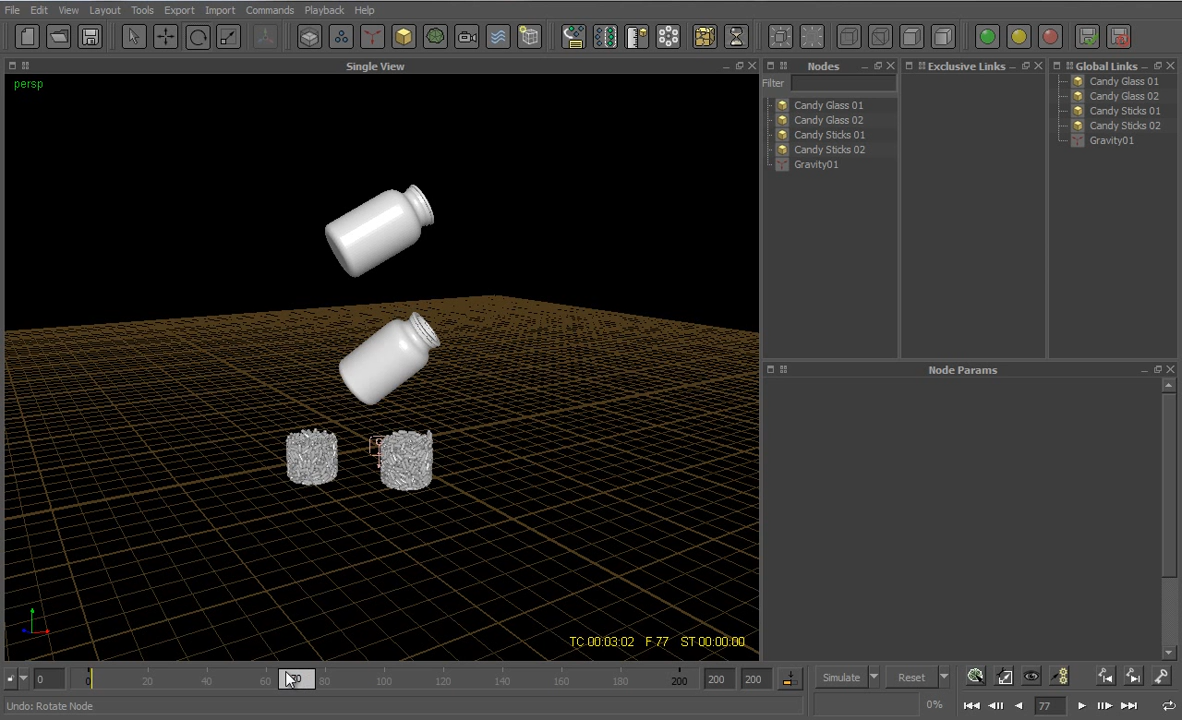 File Edit View Layout Tools Export Import Commands Playback Help
Single View
persp
TC 00:03:02 F 77 ST 00:00:00
Nodes
Filter
Candy Glass 01
Candy Glass 02
Candy Sticks 01
Candy Sticks 02
Gravity01
Exclusive Links
Global Links
Candy Glass 01
Candy Glass 02
Candy Sticks 01
Candy Sticks 02
Gravity01
Node Params
0 0 20 40 60 80 100 120 140 160 180 200 200 200
Simulate Reset
Undo: Rotate Node
0% 77